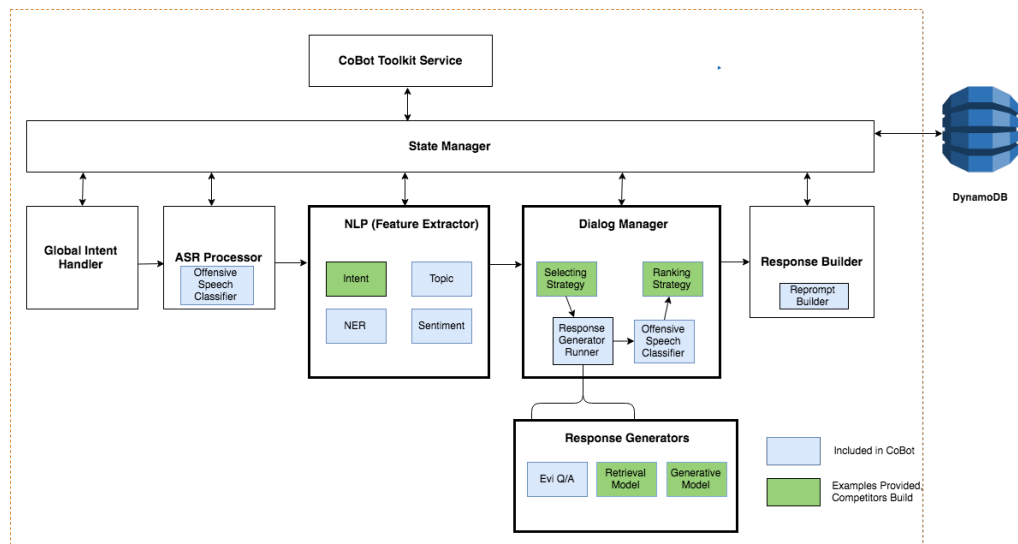 CoBot Toolkit Service
State Manager
DynamoDB
Global Intent
Handler
ASR Processor
Offensive
Speech
Classifier
NLP (Feature Extractor)
Intent
Topic
NER
Sentiment
Dialog Manager
Selecting
Strategy
Ranking
Strategy
Response
Generator
Runner
Offensive
Speech
Classifier
Response Builder
Reprompt
Builder
Response Generators
Evi Q/A
Retrieval
Model
Generative
Model
Included in CoBot
Examples Provided,
Competitors Build